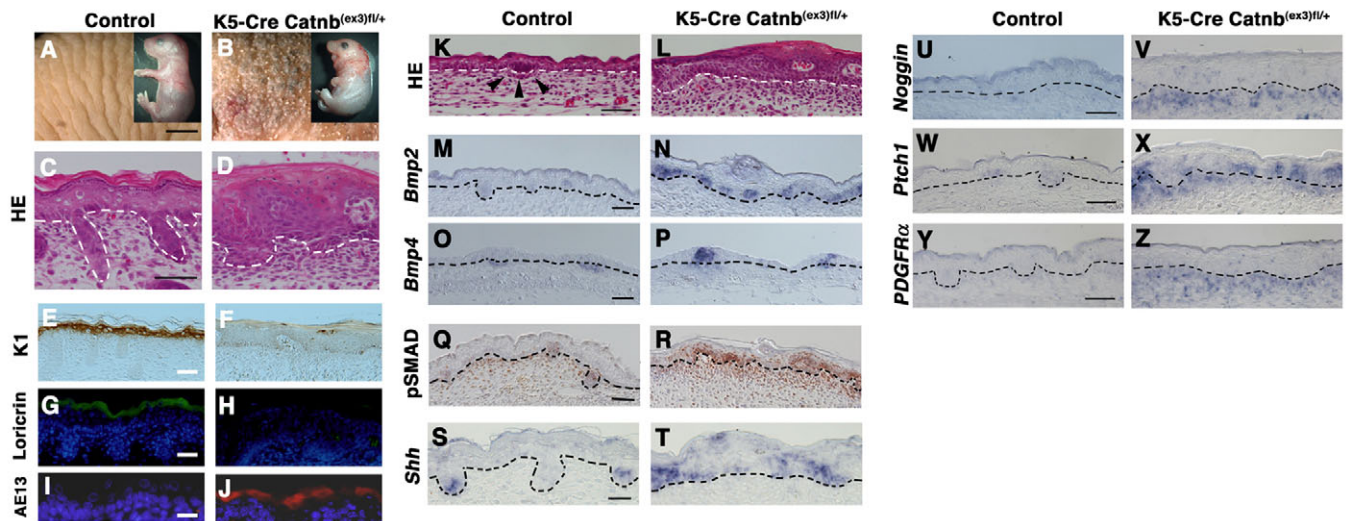 Control K5-Cre Catnb(ex3)fl/+
A B
HE C D
K1 E F
Loricrin G H
AE13 I J
Control K5-Cre Catnb(ex3)fl/+
HE K L
Bmp2 M N
Bmp4 O P
pSMAD Q R
Shh S T
Control K5-Cre Catnb(ex3)fl/+
Noggin U V
Ptch1 W X
PDGFRα Y Z